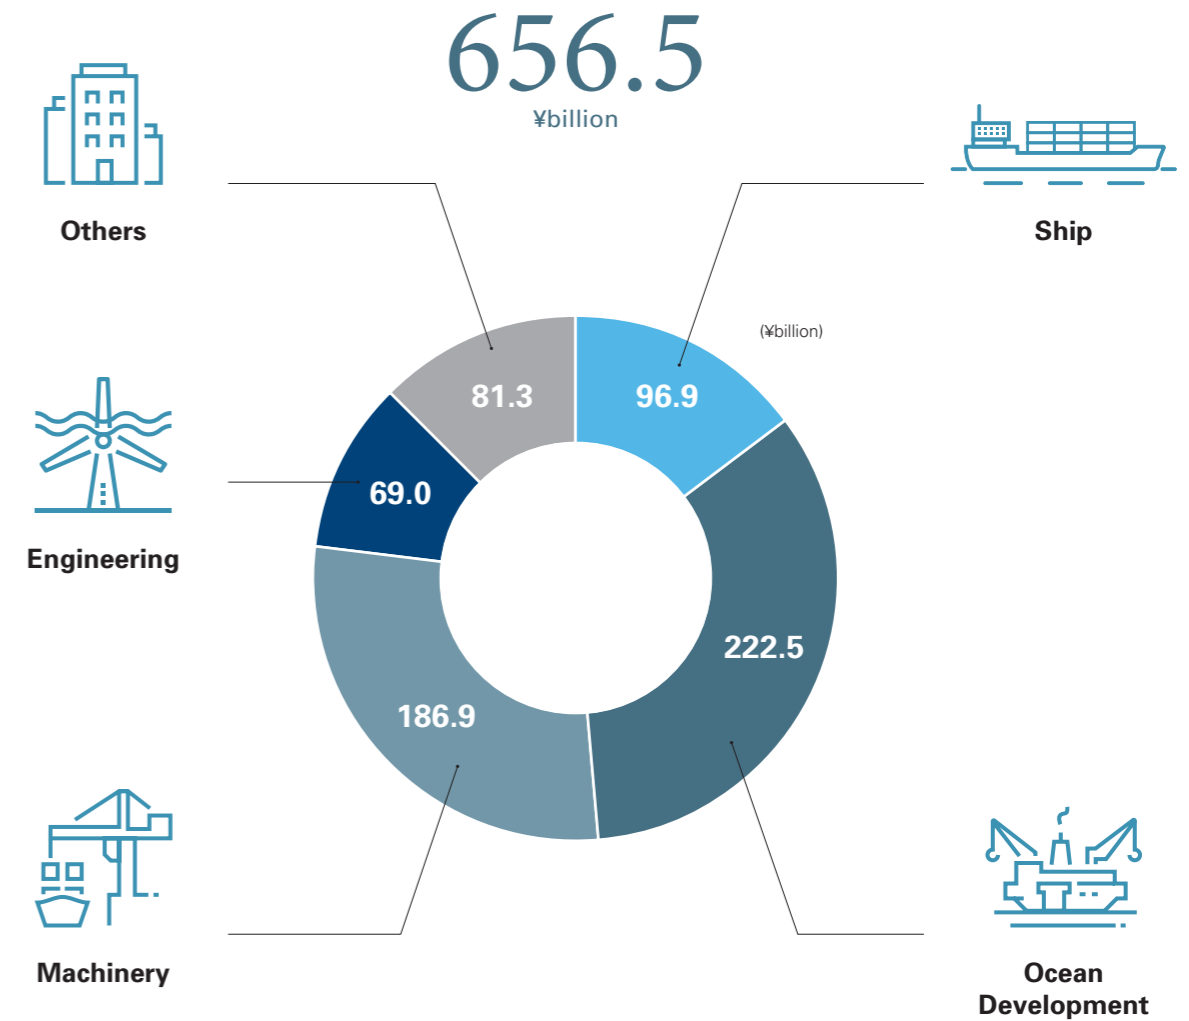 656.5
¥billion
Others
Ship
(¥billion)
81.3
96.9
69.0
Engineering
222.5
186.9
Machinery
Ocean
Development